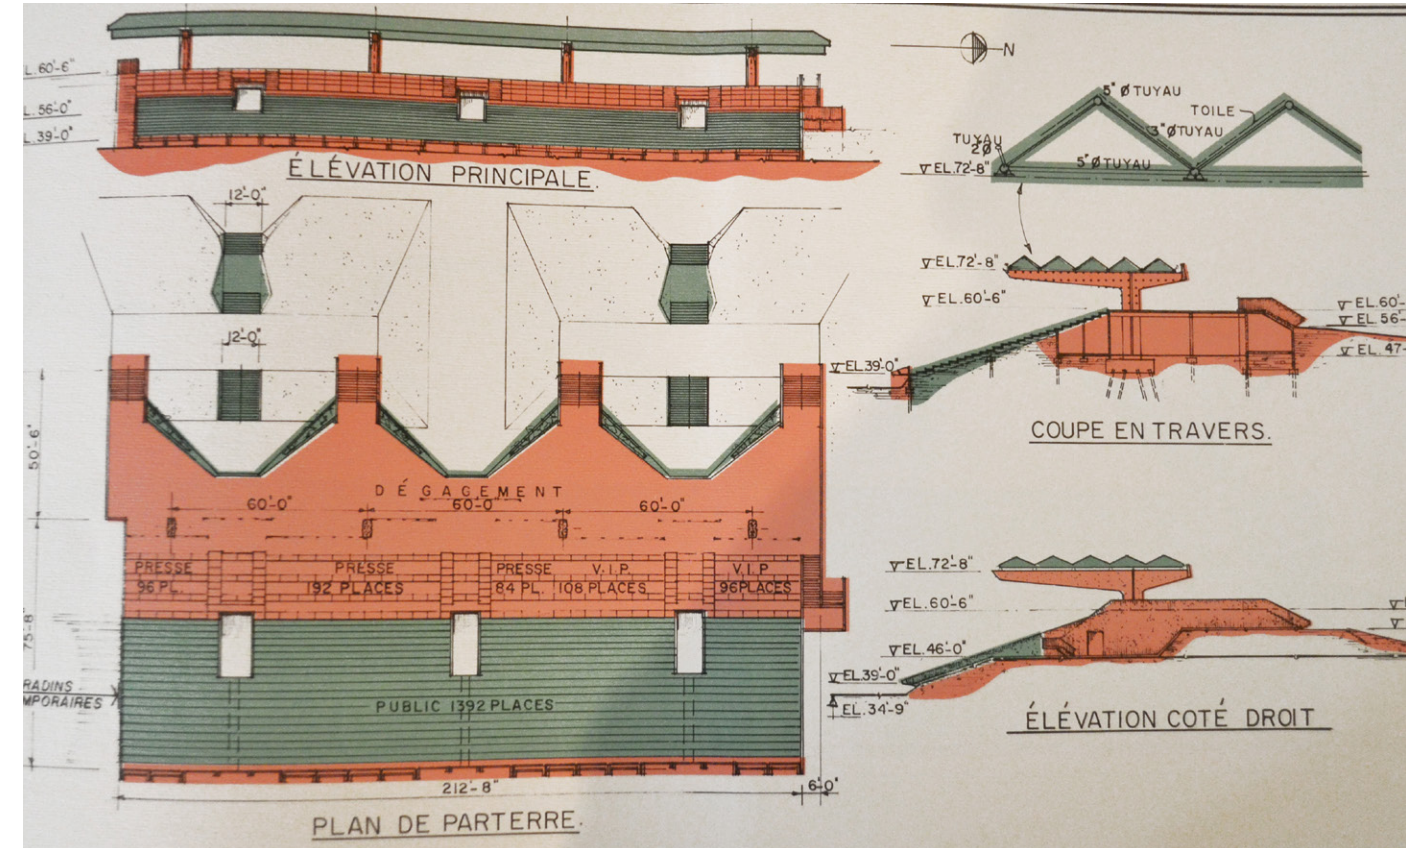 EL.60'-6"
EL.56'-0"
EL.39'-0"
ÉLÉVATION PRINCIPALE.
12'-0"
12'-0"
50'-6"
DÉGAGEMENT
60'-0"
60'-0"
60'-0"
PRESSE
96 PL.
PRESSE
192 PLACES
PRESSE V.I.P.
84 PL. 108 PLACES
V.I.P
96 PLACES
75'-8"
RADINS
MPORAIRES
PUBLIC 1392 PLACES
212'-8"
6'-0"
PLAN DE PARTERRE.
N
5" Ø TUYAU
TOILE
3" Ø TUYAU
TUYAU
2Ø
5" Ø TUYAU
EL.72'-8"
EL.72'-8"
EL.60'-6"
EL.60'-
EL.56'-
EL.47'-
EL.39'-0"
COUPE EN TRAVERS.
EL.72'-8"
EL.60'-6"
EL.46'-0"
EL.39'-0"
EL.34'-9"
ÉLÉVATION COTÉ DROIT